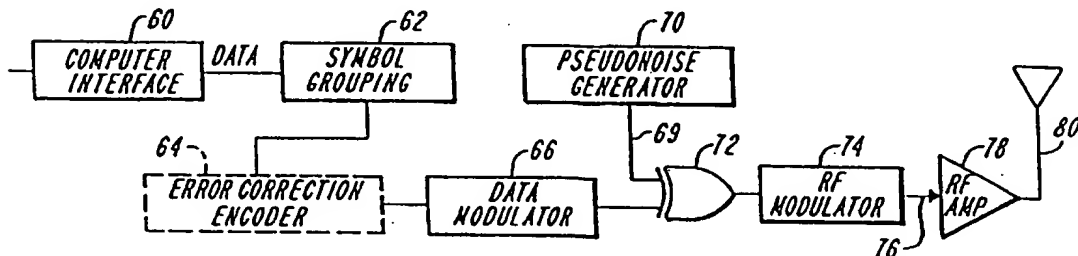 60
COMPUTER INTERFACE
DATA
62
SYMBOL GROUPING
70
PSEUDONOISE GENERATOR
69
64
ERROR CORRECTION ENCODER
66
DATA MODULATOR
72
74
RF MODULATOR
76
78
RF AMP
80